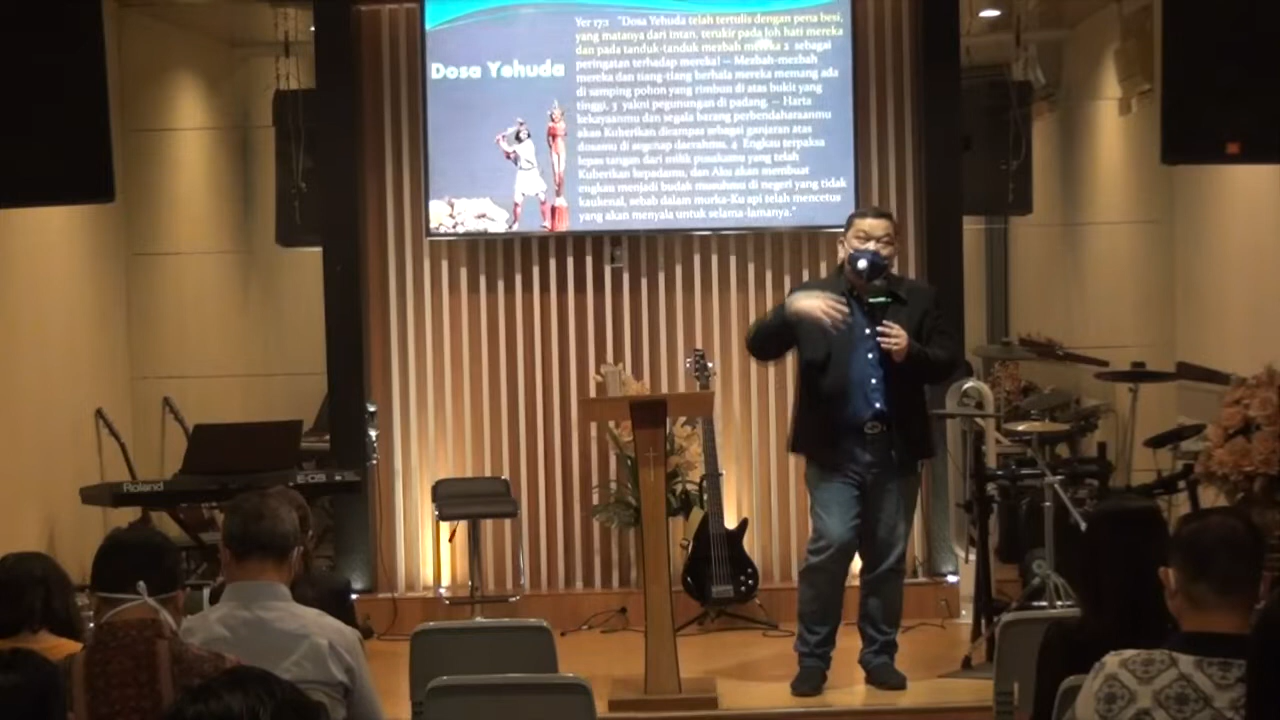 Yer 17:1 "Dosa Yehuda telah tertulis dengan pena besi,
yang matanya dari intan, terukir pada loh hati mereka
dan pada tanduk-tanduk mezbah mereka 2 sebagai
peringatan terhadap mereka! — Mezbah-mezbah
mereka dan tiang-tiang berhala mereka memang ada
di samping pohon yang rimbun di atas bukit yang
tinggi, 3 yakni pegunungan di padang. — Harta
kekayaanmu dan segala barang perbendaharaanmu
akan Kuberikan dirampas sebagai ganjaran atas
dosamu di segenap daerahmu. 4 Engkau terpaksa
lepas tangan dari milik pusakamu yang telah
Kuberikan kepadamu, dan Aku akan membuat
engkau menjadi budak musuhmu di negeri yang tidak
kaukenal, sebab dalam murka-Ku api telah mencetus
yang akan menyala untuk selama-lamanya."
Dosa Yehuda
Roland
E-09